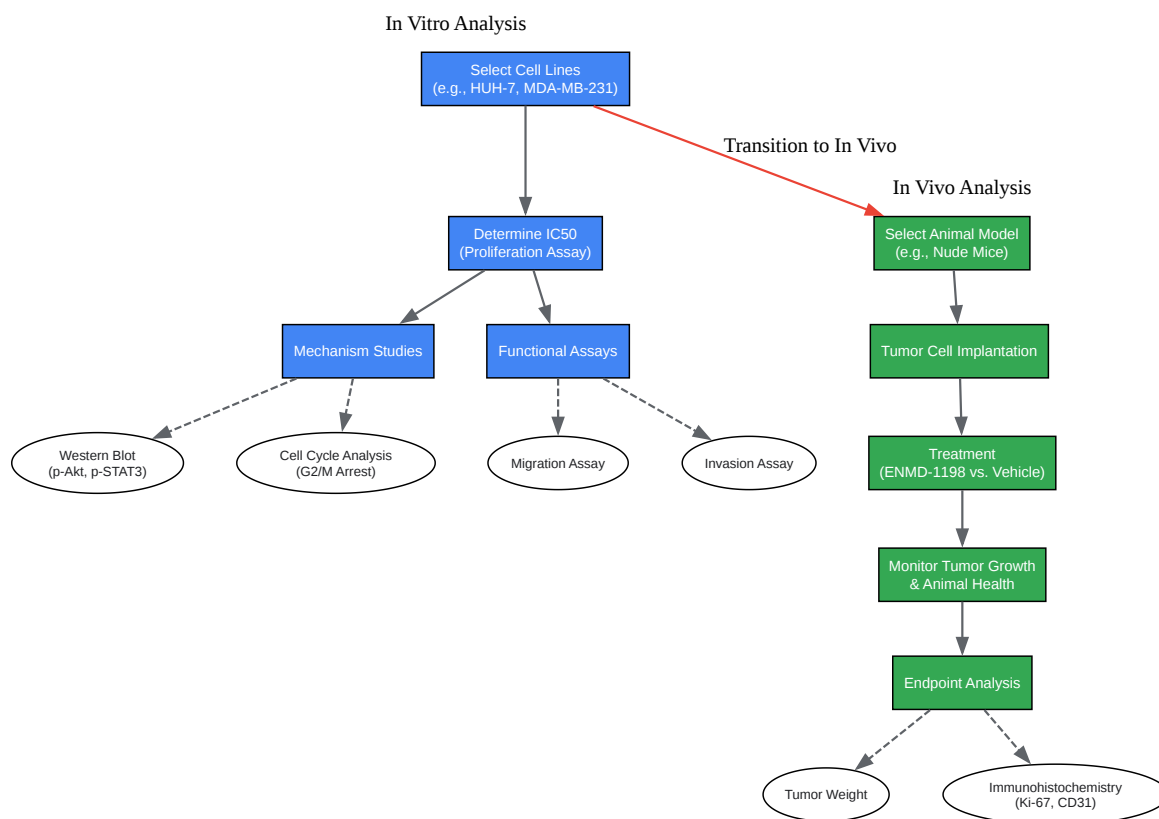 In Vitro Analysis
Select Cell Lines
(e.g., HUH-7, MDA-MB-231)
Transition to In Vivo
In Vivo Analysis
Determine IC50
(Proliferation Assay)
Select Animal Model
(e.g., Nude Mice)
Mechanism Studies
Functional Assays
Tumor Cell Implantation
Western Blot
(p-Akt, p-STAT3)
Cell Cycle Analysis
(G2/M Arrest)
Migration Assay
Invasion Assay
Treatment
(ENMD-1198 vs. Vehicle)
Monitor Tumor Growth
& Animal Health
Endpoint Analysis
Tumor Weight
Immunohistochemistry
(Ki-67, CD31)